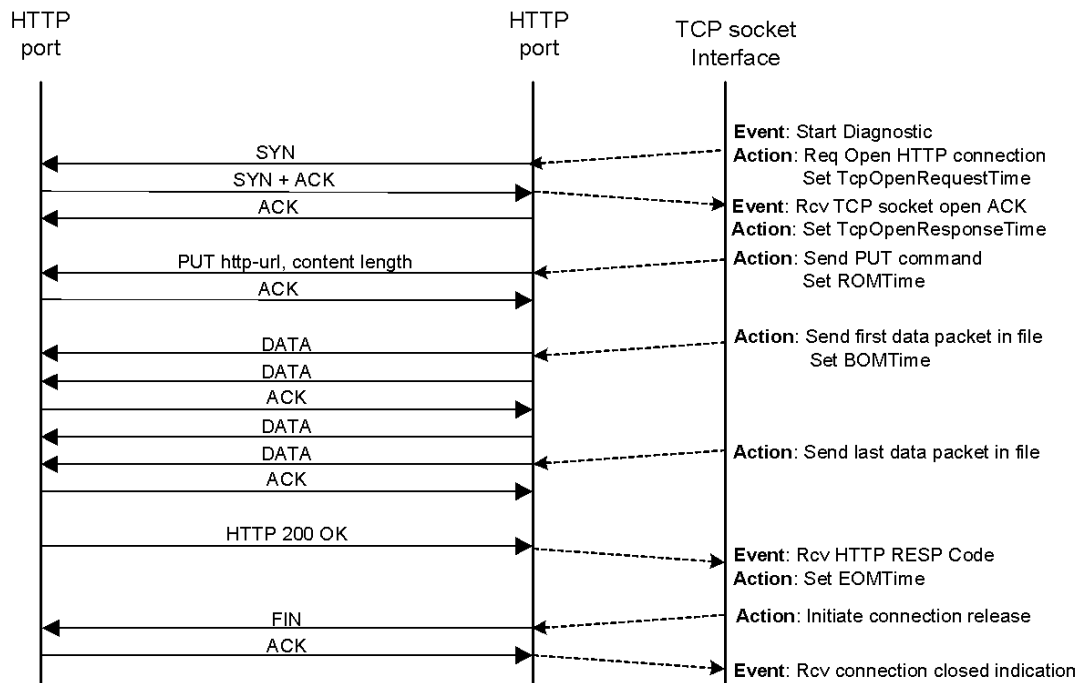 HTTP
port
HTTP
port
TCP socket
Interface
Event: Start Diagnostic
SYN
Action: Req Open HTTP connection
Set TcpOpenRequestTime
SYN + ACK
Event: Rcv TCP socket open ACK
ACK
Action: Set TcpOpenResponseTime
PUT http-url, content length
Action: Send PUT command
Set ROMTime
ACK
Action: Send first data packet in file
DATA
Set BOMTime
DATA
ACK
DATA
DATA
Action: Send last data packet in file
ACK
HTTP 200 OK
Event: Rcv HTTP RESP Code
Action: Set EOMTime
FIN
Action: Initiate connection release
ACK
Event: Rcv connection closed indication